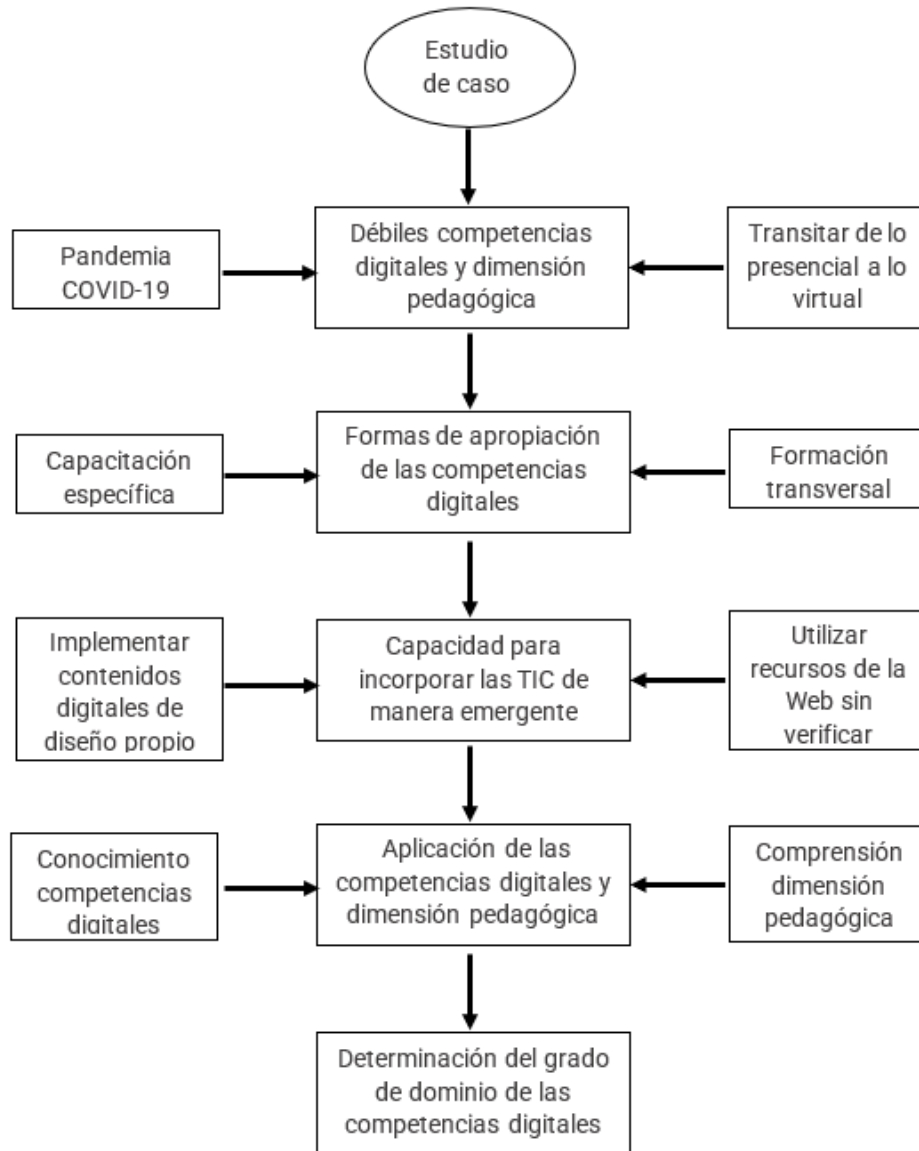 Estudio
de caso
Pandemia
COVID-19
Débiles competencias
digitales y dimensión
pedagógica
Transitar de lo
presencial a lo
virtual
Capacitación
específica
Formas de apropiación
de las competencias
digitales
Formación
transversal
Implementar
contenidos
digitales de
diseño propio
Capacidad para
incorporar las TIC de
manera emergente
Utilizar
recursos de la
Web sin
verificar
Conocimiento
competencias
digitales
Aplicación de las
competencias digitales y
dimensión pedagógica
Comprensión
dimensión
pedagógica
Determinación del grado
de dominio de las
competencias digitales